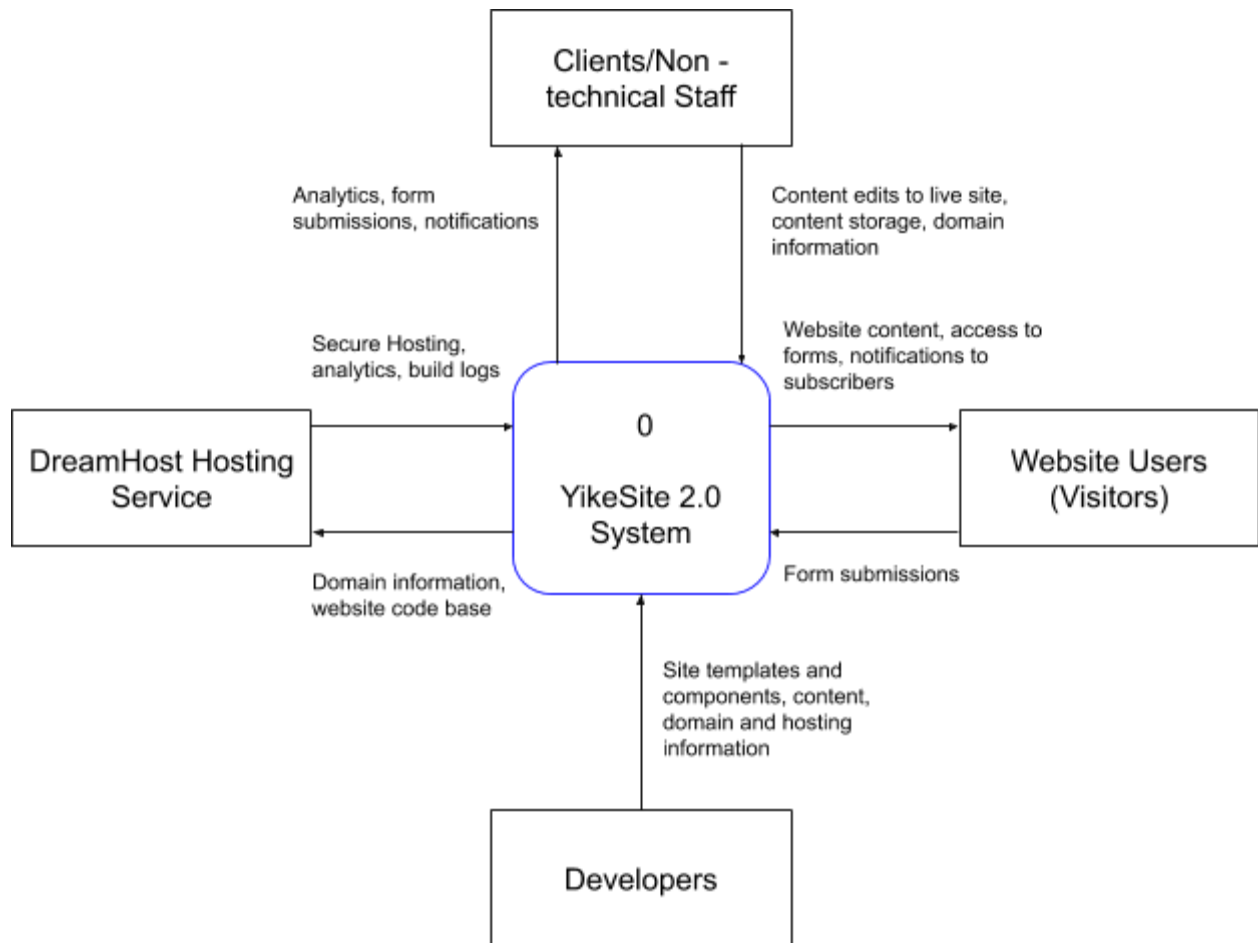 Clients/Non -
technical Staff
Analytics, form
submissions, notifications
Content edits to live site,
content storage, domain
information
Secure Hosting,
analytics, build logs
Website content, access to
forms, notifications to
subscribers
DreamHost Hosting
Service
0
YikeSite 2.0
System
Website Users
(Visitors)
Domain information,
website code base
Form submissions
Site templates and
components, content,
domain and hosting
information
Developers